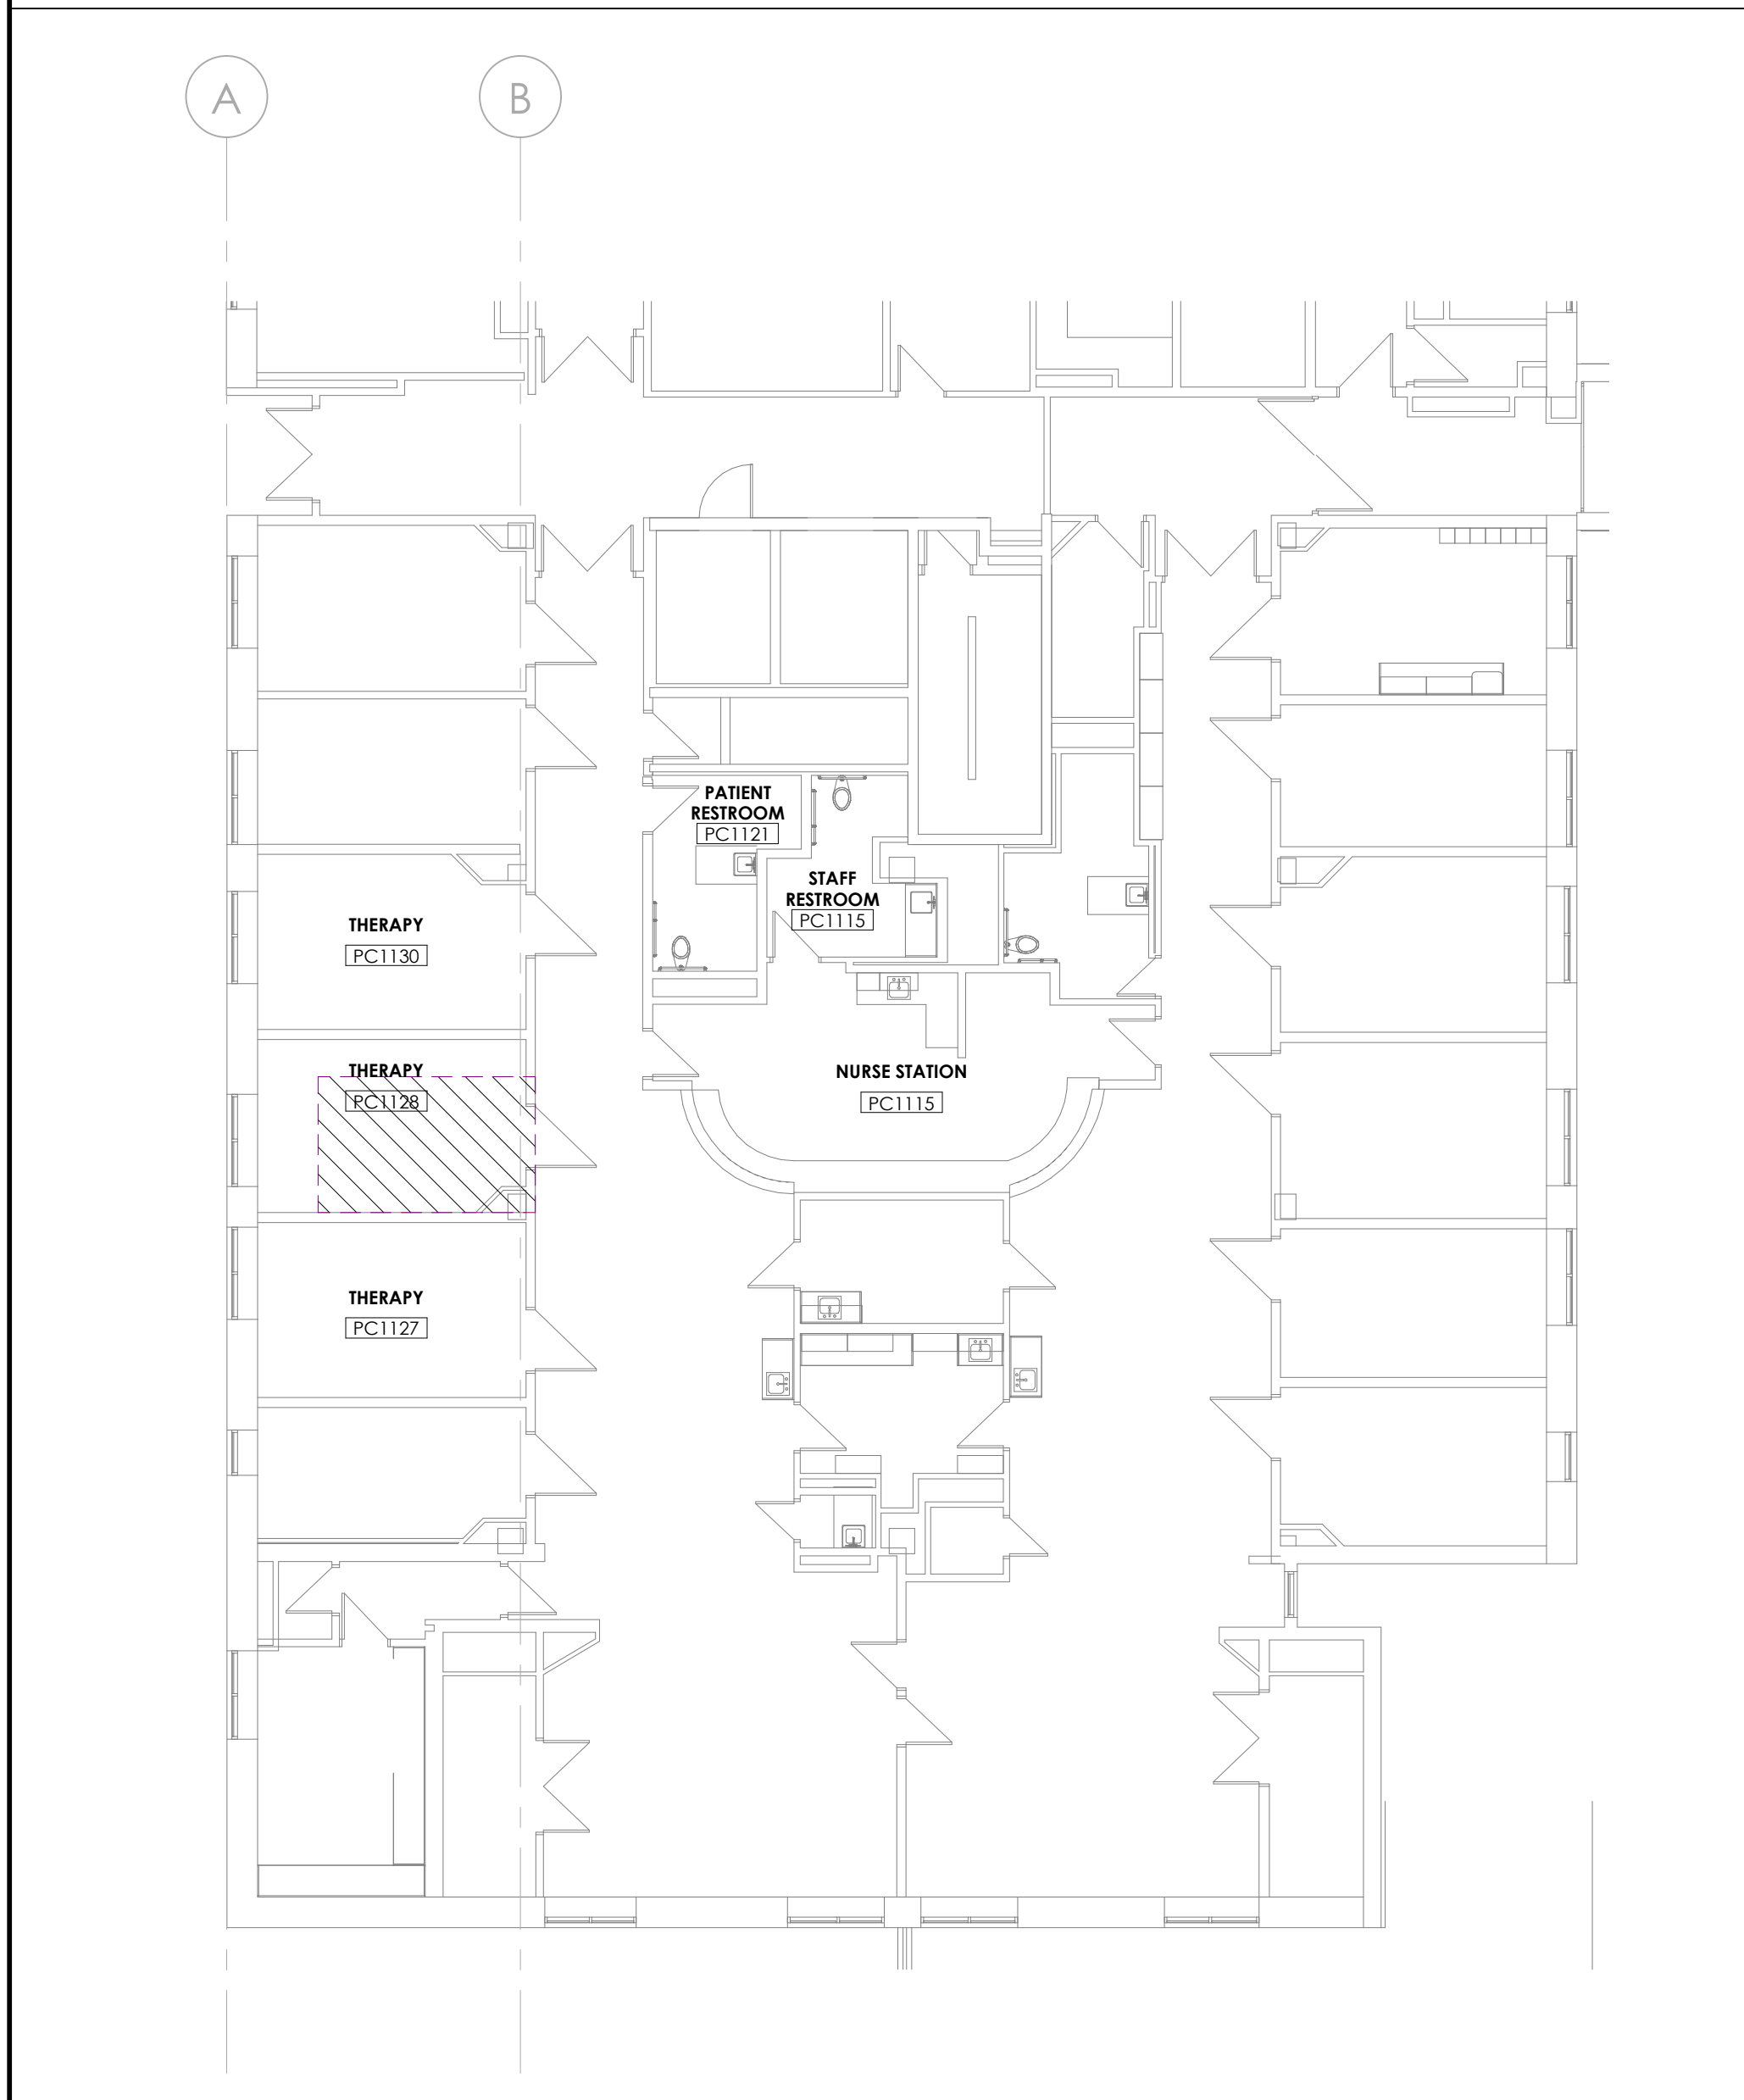 A
B
PATIENT
RESTROOM
PC1121
STAFF
RESTROOM
PC1115
THERAPY
PC1130
THERAPY
PC1128
NURSE STATION
PC1115
THERAPY
PC1127